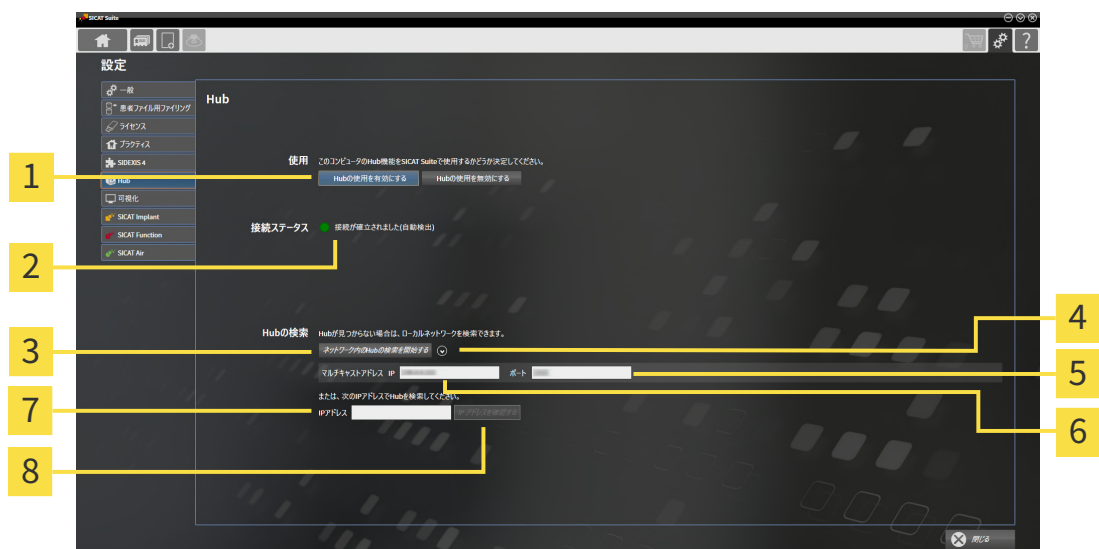 SICAT Suite
?
設定
一般
患者ファイル用ファイリング
ライセンス
プラクティス
SIDEXIS 4
Hub
可視化
SICAT Implant
SICAT Function
SICAT Air
Hub
使用 このコンピュータのHub機能をSICAT Suiteで使用するかどうか決定してください。
Hubの使用を有効にする Hubの使用を無効にする
接続ステータス 接続が確立されました(自動検出)
Hubの検索 Hubが見つからない場合は、ローカルネットワークを検索できます。
ネットワーク内のHubの検索を開始する
マルチキャストアドレス IP ポート
または、次のIPアドレスでHubを検索してください。
IPアドレス IPアドレスを確認する
閉じる
1
2
3
4
5
6
7
8